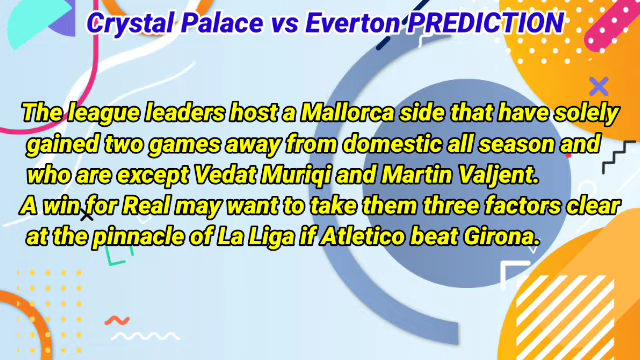 Crystal Palace vs Everton PREDICTION
The league leaders host a Mallorca side that have solely
gained two games away from domestic all season and
who are except Vedat Muriqi and Martin Valjent.
A win for Real may want to take them three factors clear
at the pinnacle of La Liga if Atletico beat Girona.